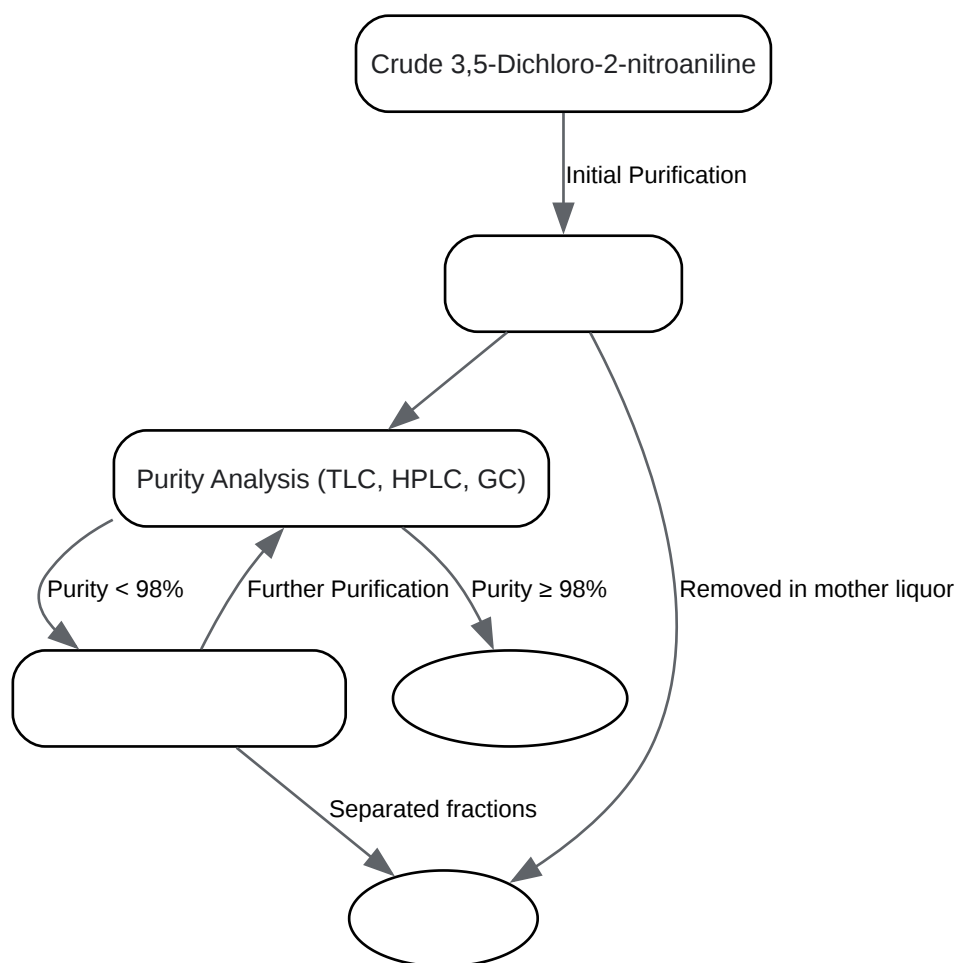 Crude 3,5-Dichloro-2-nitroaniline
Initial Purification
Purity Analysis (TLC, HPLC, GC)
Purity < 98%
Further Purification
Purity ≥ 98%
Removed in mother liquor
Separated fractions